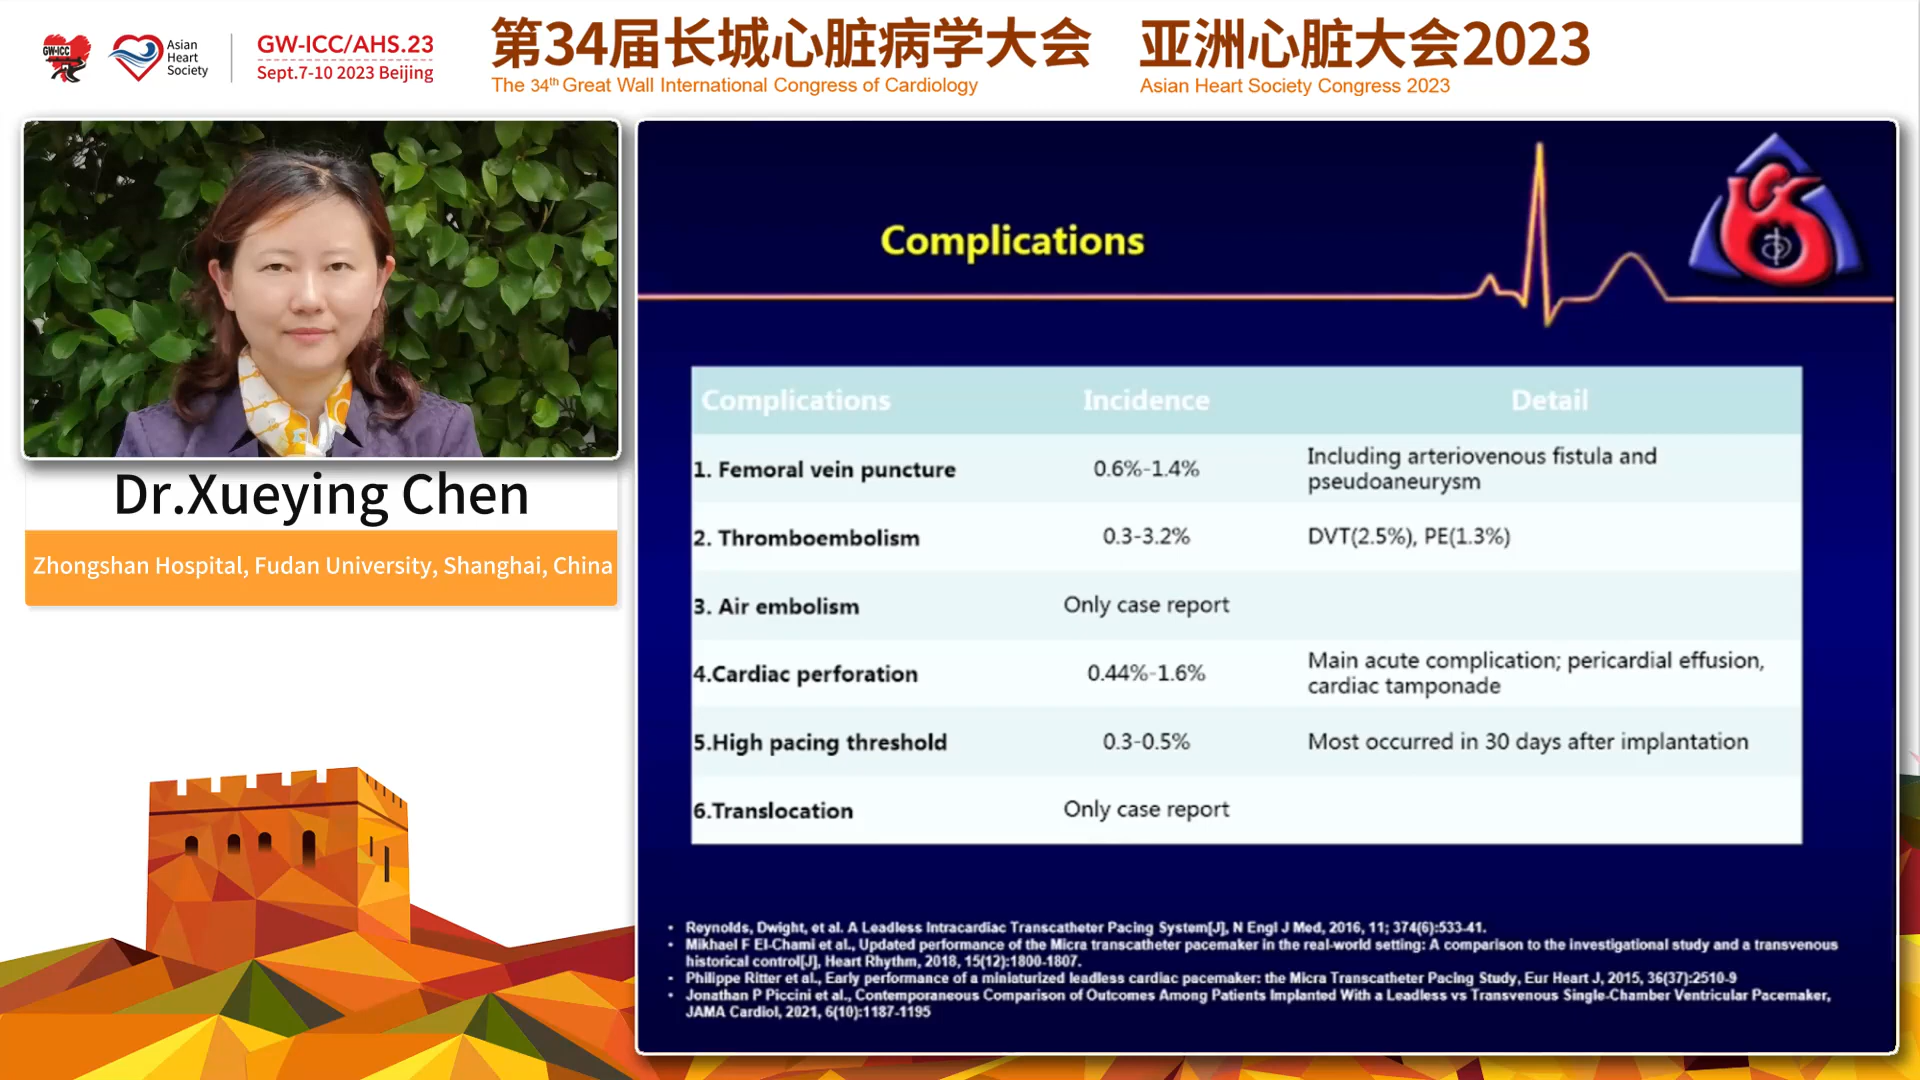 GW-ICC
Asian
Heart
Society
GW-ICC/AHS.23
Sept.7-10 2023 Beijing
第34届长城心脏病学大会
The 34th Great Wall International Congress of Cardiology
亚洲心脏大会2023
Asian Heart Society Congress 2023
Dr.Xueying Chen
Zhongshan Hospital, Fudan University, Shanghai, China
Complications
Complications Incidence Detail
1. Femoral vein puncture 0.6%-1.4% Including arteriovenous fistula and
pseudoaneurysm
2. Thromboembolism 0.3-3.2% DVT(2.5%), PE(1.3%)
3. Air embolism Only case report
4.Cardiac perforation 0.44%-1.6% Main acute complication; pericardial effusion,
cardiac tamponade
5.High pacing threshold 0.3-0.5% Most occurred in 30 days after implantation
6.Translocation Only case report
• Reynolds, Dwight, et al. A Leadless Intracardiac Transcatheter Pacing System[J], N Engl J Med, 2016, 11; 374(6):533-41.
• Mikhael F El-Chami et al., Updated performance of the Micra transcatheter pacemaker in the real-world setting: A comparison to the investigational study and a transvenous
historical control[J], Heart Rhythm, 2018, 15(12):1800-1807.
• Philippe Ritter et al., Early performance of a miniaturized leadless cardiac pacemaker: the Micra Transcatheter Pacing Study, Eur Heart J, 2015, 36(37):2510-9
• Jonathan P Piccini et al., Contemporaneous Comparison of Outcomes Among Patients Implanted With a Leadless vs Transvenous Single-Chamber Ventricular Pacemaker,
JAMA Cardiol, 2021, 6(10):1187-1195